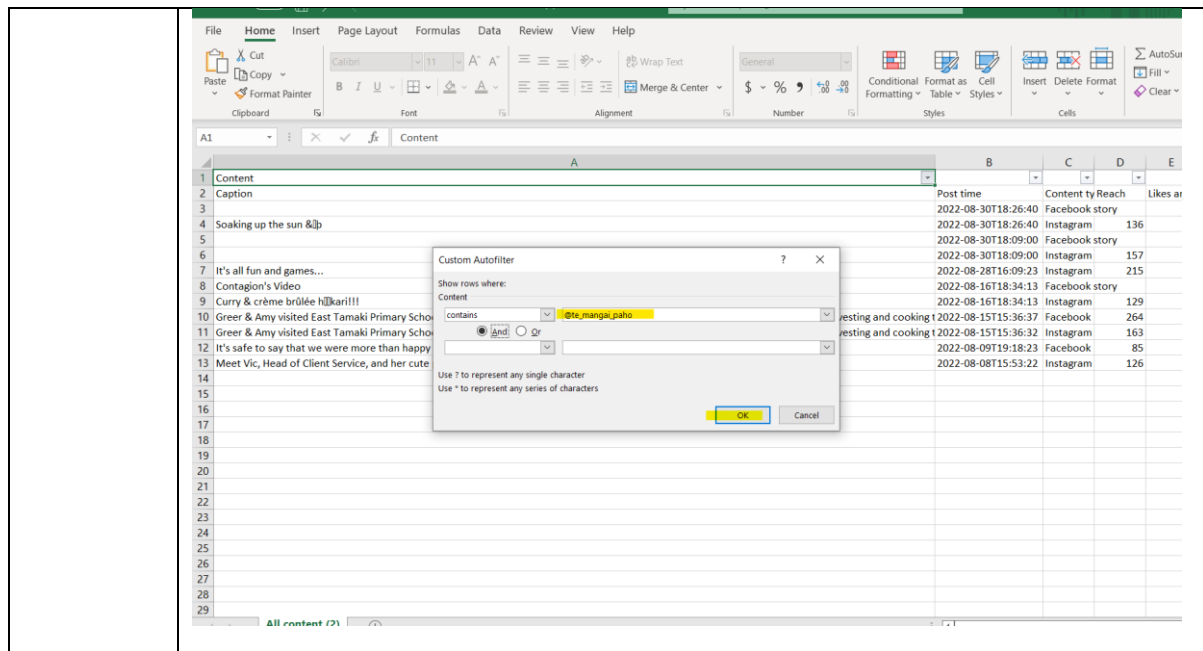 File Home Insert Page Layout Formulas Data Review View Help
Cut
Copy
Format Painter
Paste
Calibri 11 A^ A˅
Wrap Text
General
B I U
Merge & Center
$ % 9
Conditional Formatting
Format as Table
Cell Styles
Insert Delete Format
Fill
Clear
Clipboard Font Alignment Number Styles Cells
A1 fx Content
A B C D E
1 Content
2 Caption Post time Content ty Reach
3 2022-08-30T18:26:40 Facebook story
4 Soaking up the sun & 2022-08-30T18:26:40 Instagram 136
5 2022-08-30T18:09:00 Facebook story
6 2022-08-30T18:09:00 Instagram 157
7 It's all fun and games... 2022-08-28T16:09:23 Instagram 215
8 Contagion's Video 2022-08-16T18:34:13 Facebook story
9 Curry & crème brûlée 2022-08-16T18:34:13 Instagram 129
10 Greer & Amy visited East Tamaki Primary Scho esting and cooking t 2022-08-15T15:36:37 Facebook 264
11 Greer & Amy visited East Tamaki Primary Scho esting and cooking t 2022-08-15T15:36:32 Instagram 163
12 It's safe to say that we were more than happy 2022-08-09T19:18:23 Facebook 85
13 Meet Vic, Head of Client Service, and her cute 2022-08-08T15:53:22 Instagram 126
14
15
16
17
18
19
20
21
22
23
24
25
26
27
28
29
Custom Autofilter ? ×
Show rows where:
Content
contains @te_mangai_paho
And Or
Use ? to represent any single character
Use * to represent any series of characters
OK Cancel
All content (2)